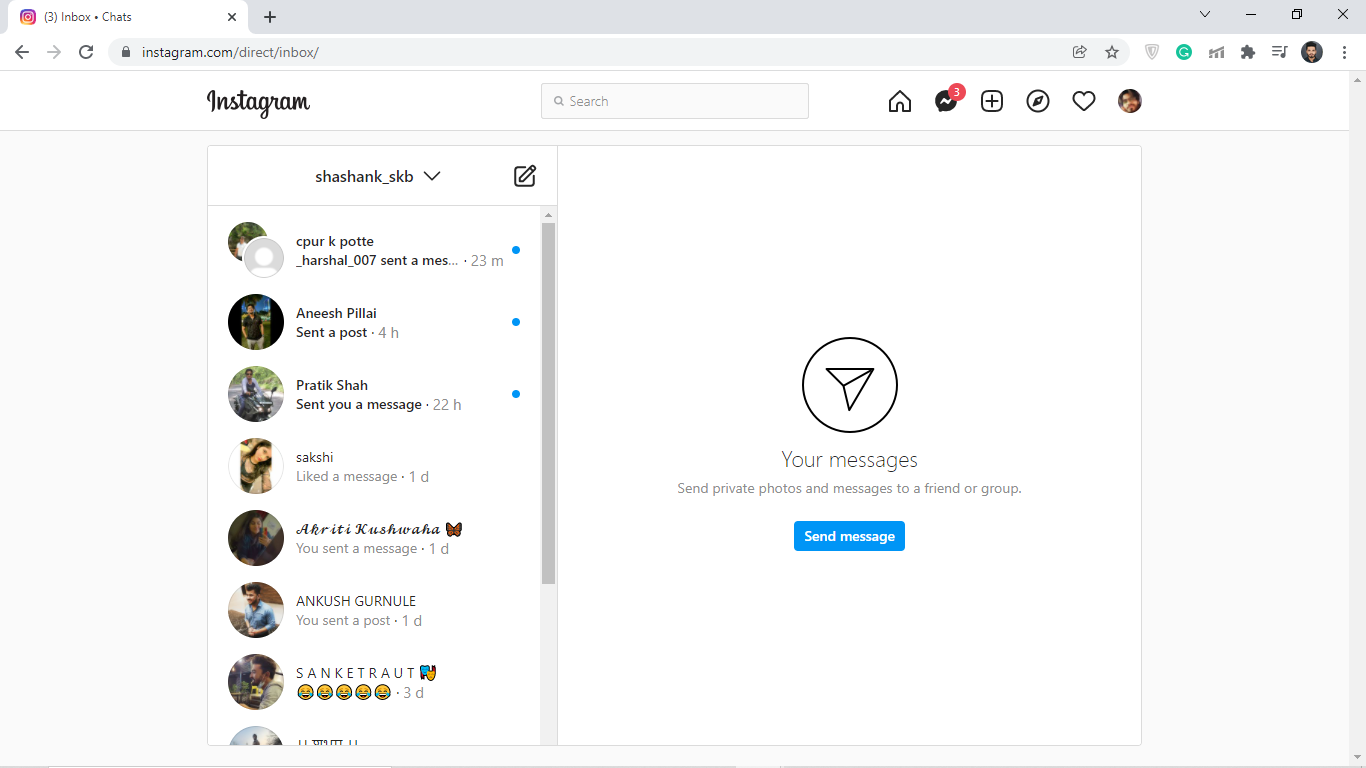 (3) Inbox • Chats
instagram.com/direct/inbox/
Instagram
Search
3
shashank_skb
cpur k potte
_harshal_007 sent a mes... · 23 m
Aneesh Pillai
Sent a post · 4 h
Pratik Shah
Sent you a message · 22 h
sakshi
Liked a message · 1 d
𝓐𝓴𝓻𝓲𝓽𝓲 𝓚𝓾𝓼𝓱𝔀𝓪𝓱𝓪 🦋
You sent a message · 1 d
ANKUSH GURNULE
You sent a post · 1 d
S A N K E T R A U T 🎭
😂😂😂😂😂 · 3 d
Your messages
Send private photos and messages to a friend or group.
Send message